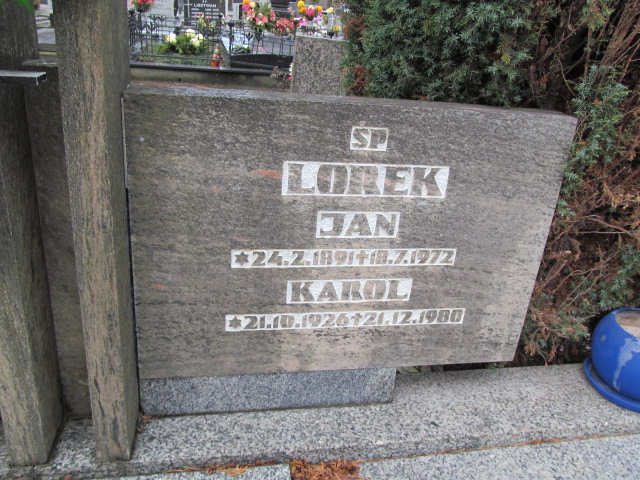 ŚP
LOREK
JAN
*24.2.1891+18.7.1972
KAROL
*21.10.1926+21.12.1980